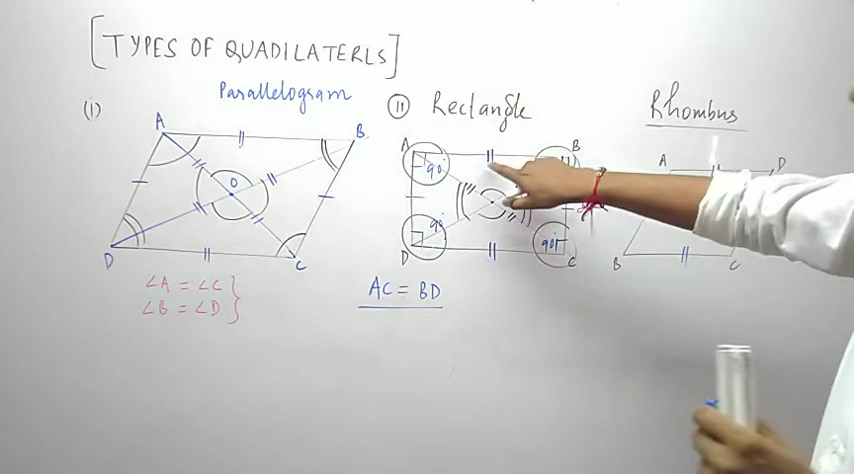 [TYPES OF QUADILATERLS]
(i) Parallelogram
A B
O
D C
∠A = ∠C }
∠B = ∠D }
(ii) Rectangle
A B
90°
90° 90°
D C
AC = BD
Rhombus
A D
B C